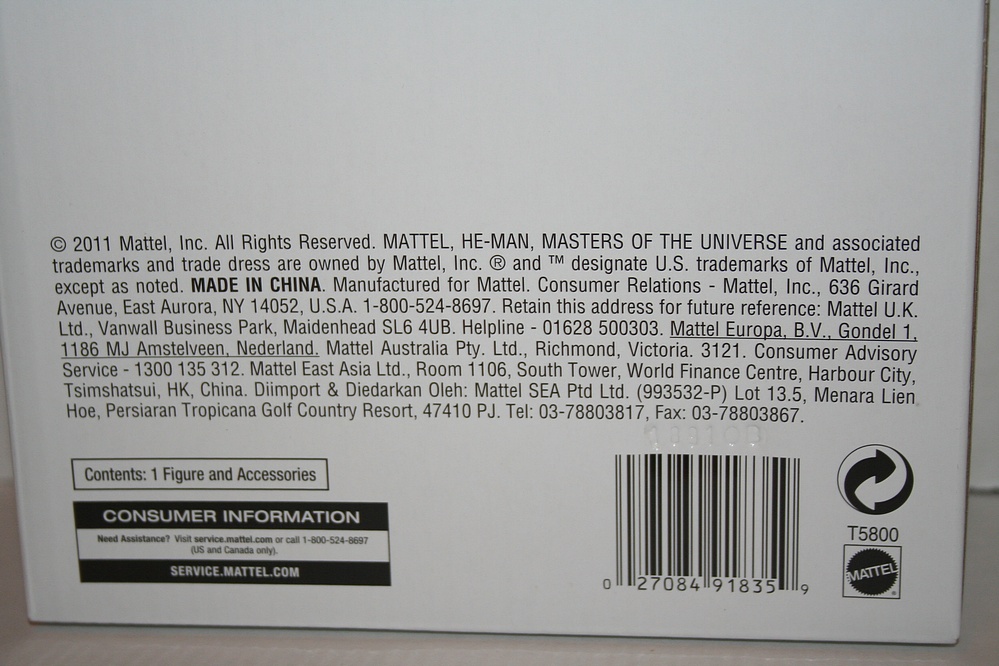 © 2011 Mattel, Inc. All Rights Reserved. MATTEL, HE-MAN, MASTERS OF THE UNIVERSE and associated
trademarks and trade dress are owned by Mattel, Inc. ® and ™ designate U.S. trademarks of Mattel, Inc.,
except as noted. MADE IN CHINA. Manufactured for Mattel. Consumer Relations - Mattel, Inc., 636 Girard
Avenue, East Aurora, NY 14052, U.S.A. 1-800-524-8697. Retain this address for future reference: Mattel U.K.
Ltd., Vanwall Business Park, Maidenhead SL6 4UB. Helpline - 01628 500303. Mattel Europa, B.V., Gondel 1,
1186 MJ Amstelveen, Nederland. Mattel Australia Pty. Ltd., Richmond, Victoria. 3121. Consumer Advisory
Service - 1300 135 312. Mattel East Asia Ltd., Room 1106, South Tower, World Finance Centre, Harbour City,
Tsimshatsui, HK, China. Diimport & Diedarkan Oleh: Mattel SEA Ptd Ltd. (993532-P) Lot 13.5, Menara Lien
Hoe, Persiaran Tropicana Golf Country Resort, 47410 PJ. Tel: 03-78803817, Fax: 03-78803867.
Contents: 1 Figure and Accessories
CONSUMER INFORMATION
Need Assistance? Visit service.mattel.com or call 1-800-524-8697
(US and Canada only).
SERVICE.MATTEL.COM
0 27084 91835 9
T5800
MATTEL
®